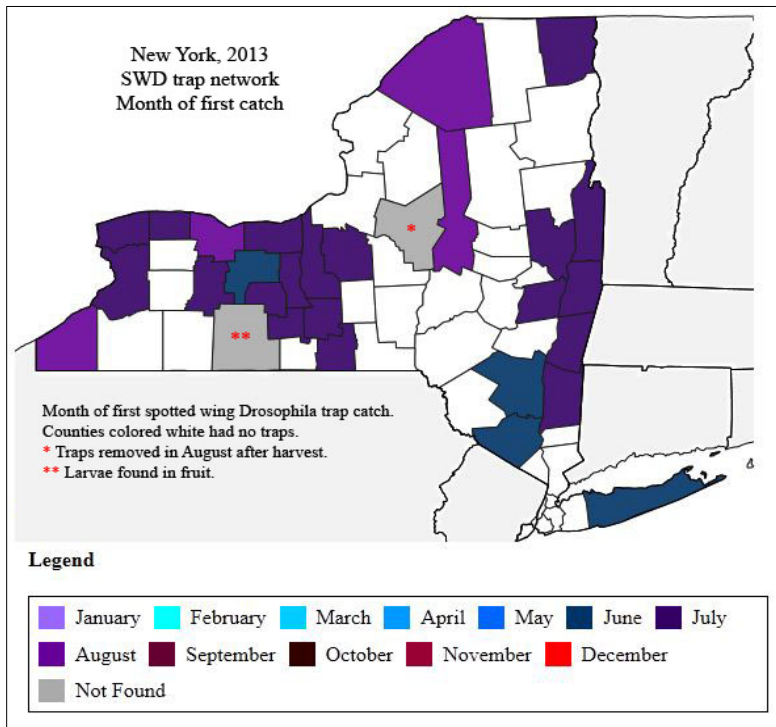 New York, 2013
SWD trap network
Month of first catch
*
**
Month of first spotted wing Drosophila trap catch.
Counties colored white had no traps.
* Traps removed in August after harvest.
** Larvae found in fruit.
Legend
January February March April May June July
August September October November December
Not Found